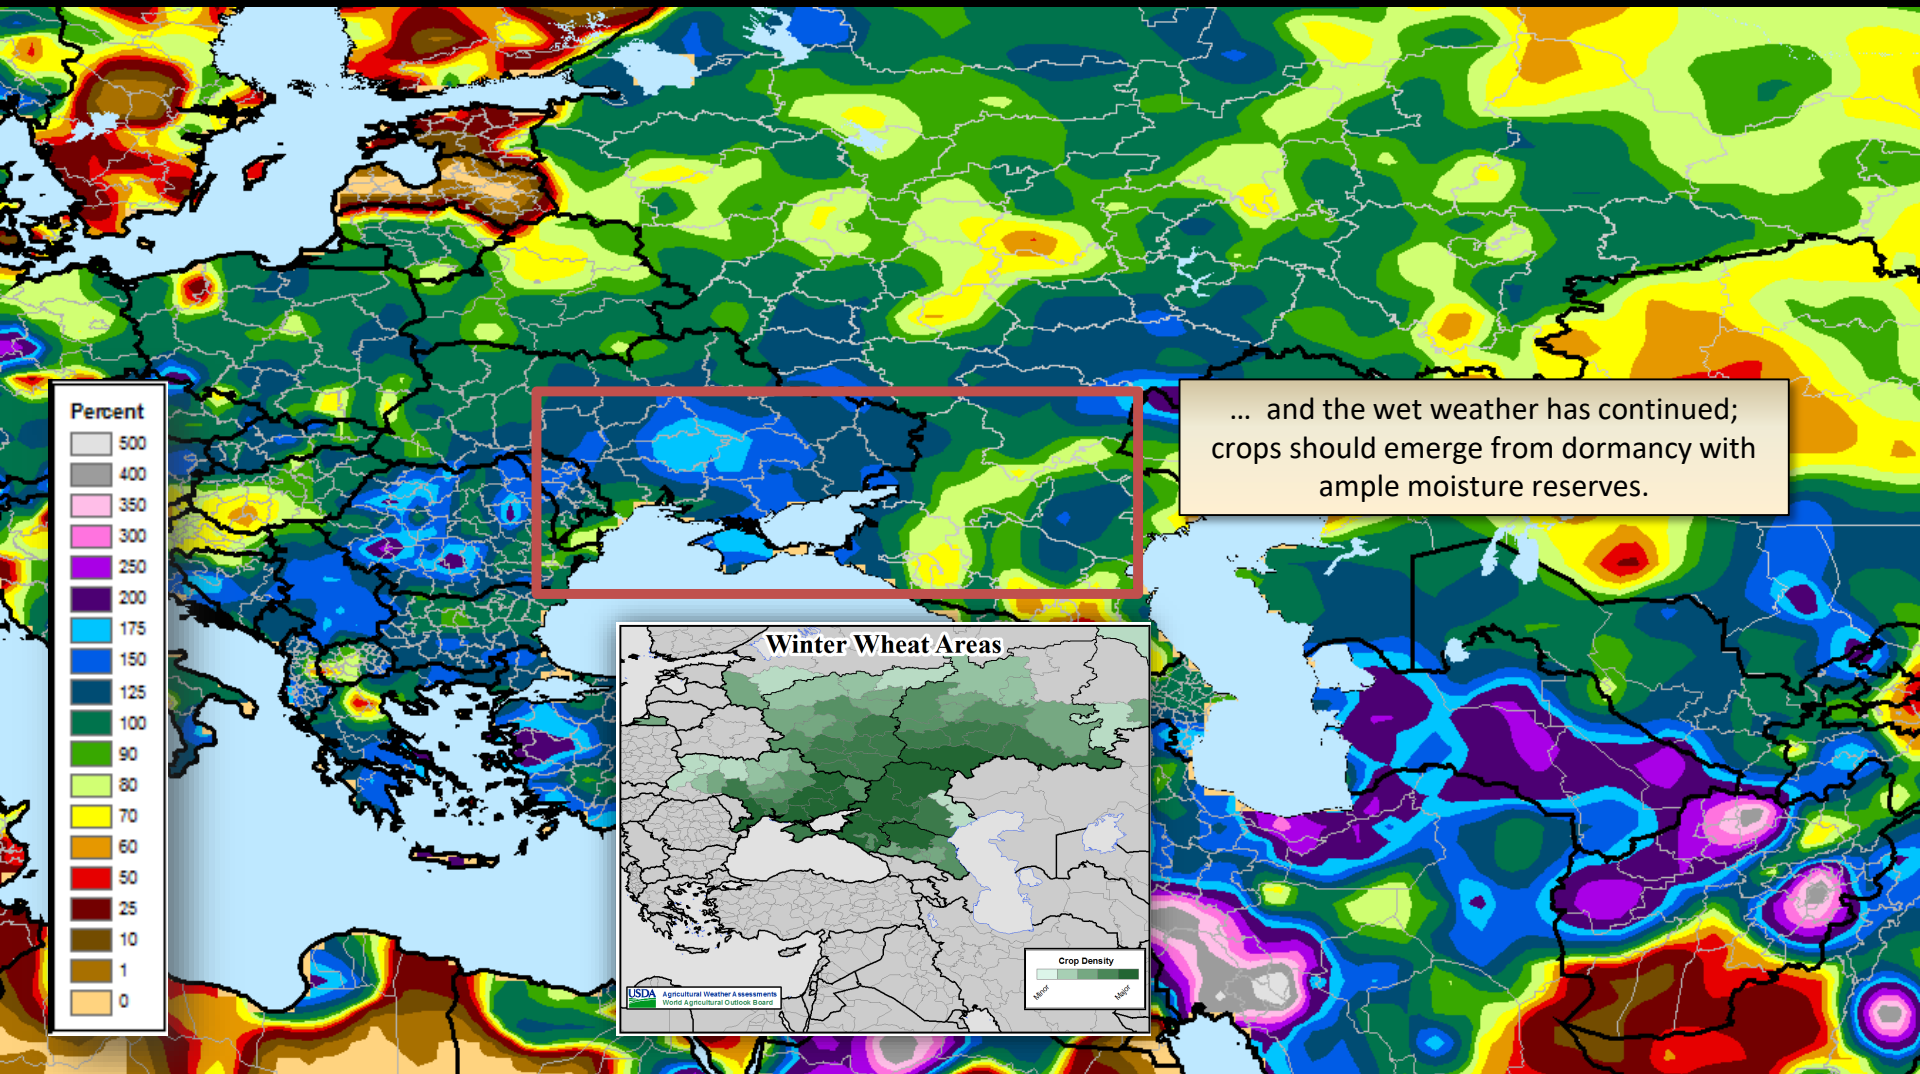 … and the wet weather has continued;
crops should emerge from dormancy with
ample moisture reserves.
Percent
500
400
350
300
250
200
175
150
125
100
90
80
70
60
50
25
10
1
0
Winter Wheat Areas
Crop Density
Minor
Major
USDA
Agricultural Weather Assessments
World Agricultural Outlook Board